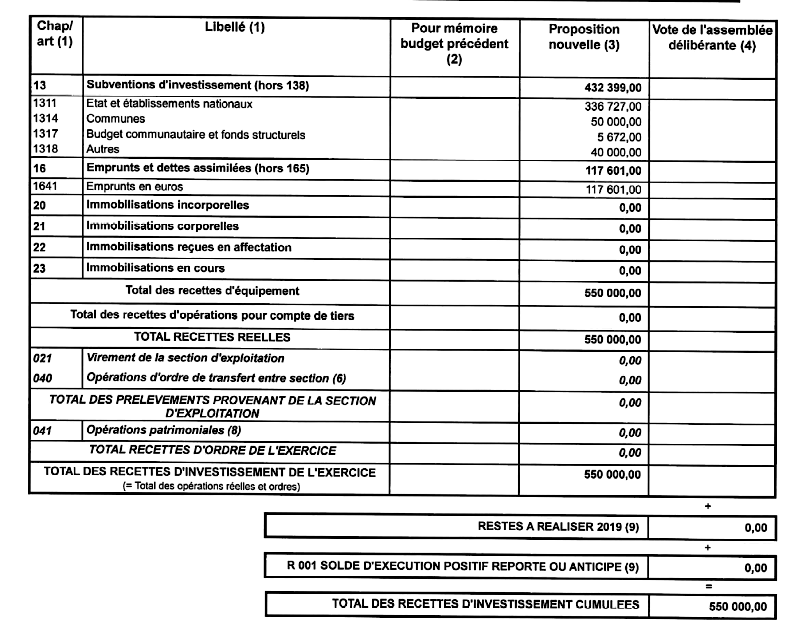 Chap/ art (1) Libellé (1) Pour mémoire budget précédent (2) Proposition nouvelle (3) Vote de l'assemblée délibérante (4)
13 Subventions d'investissement (hors 138) 432 399,00
1311 Etat et établissements nationaux 336 727,00
1314 Communes 50 000,00
1317 Budget communautaire et fonds structurels 5 672,00
1318 Autres 40 000,00
16 Emprunts et dettes assimilées (hors 165) 117 601,00
1641 Emprunts en euros 117 601,00
20 Immobilisations incorporelles 0,00
21 Immobilisations corporelles 0,00
22 Immobilisations reçues en affectation 0,00
23 Immobilisations en cours 0,00
Total des recettes d'équipement 550 000,00
Total des recettes d'opérations pour compte de tiers 0,00
TOTAL RECETTES REELLES 550 000,00
021 Virement de la section d'exploitation 0,00
040 Opérations d'ordre de transfert entre section (6) 0,00
TOTAL DES PRELEVEMENTS PROVENANT DE LA SECTION D'EXPLOITATION 0,00
041 Opérations patrimoniales (8) 0,00
TOTAL RECETTES D'ORDRE DE L'EXERCICE 0,00
TOTAL DES RECETTES D'INVESTISSEMENT DE L'EXERCICE 550 000,00
(= Total des opérations réelles et ordres)
+
RESTES A REALISER 2019 (9) 0,00
+
R 001 SOLDE D'EXECUTION POSITIF REPORTE OU ANTICIPE (9) 0,00
=
TOTAL DES RECETTES D'INVESTISSEMENT CUMULEES 550 000,00